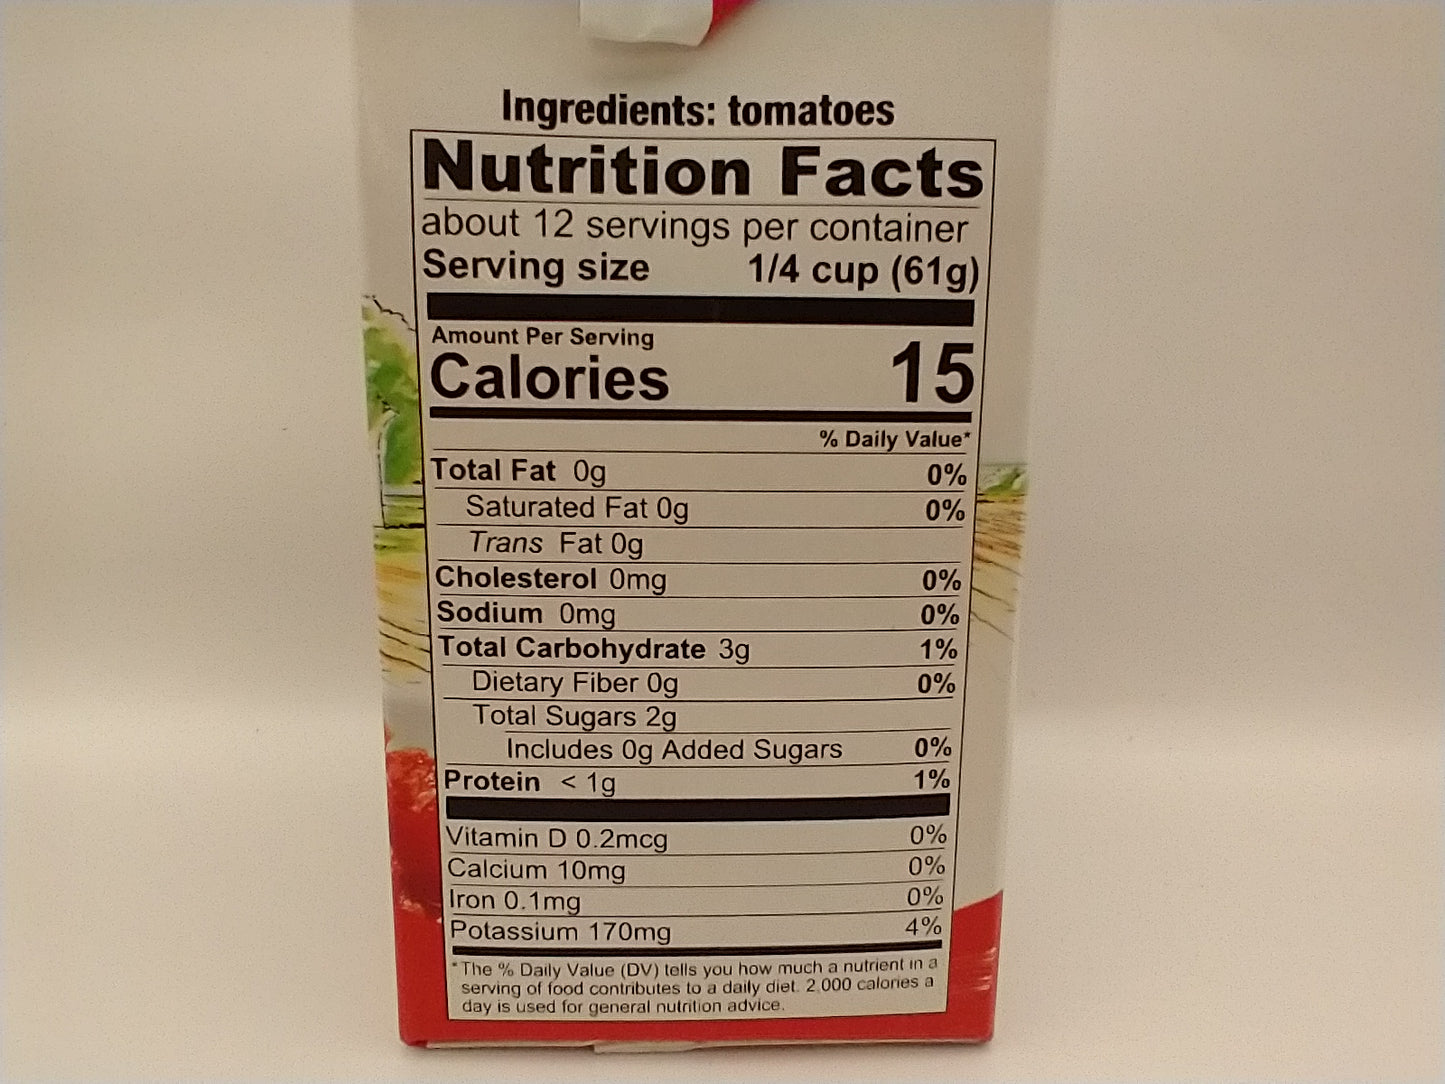 Ingredients: tomatoes
Nutrition Facts
about 12 servings per container
Serving size 1/4 cup (61g)
Amount Per Serving
Calories 15
% Daily Value*
Total Fat 0g 0%
Saturated Fat 0g 0%
Trans Fat 0g
Cholesterol 0mg 0%
Sodium 0mg 0%
Total Carbohydrate 3g 1%
Dietary Fiber 0g 0%
Total Sugars 2g
Includes 0g Added Sugars 0%
Protein < 1g 1%
Vitamin D 0.2mcg 0%
Calcium 10mg 0%
Iron 0.1mg 0%
Potassium 170mg 4%
*The % Daily Value (DV) tells you how much a nutrient in a
serving of food contributes to a daily diet. 2,000 calories a
day is used for general nutrition advice.